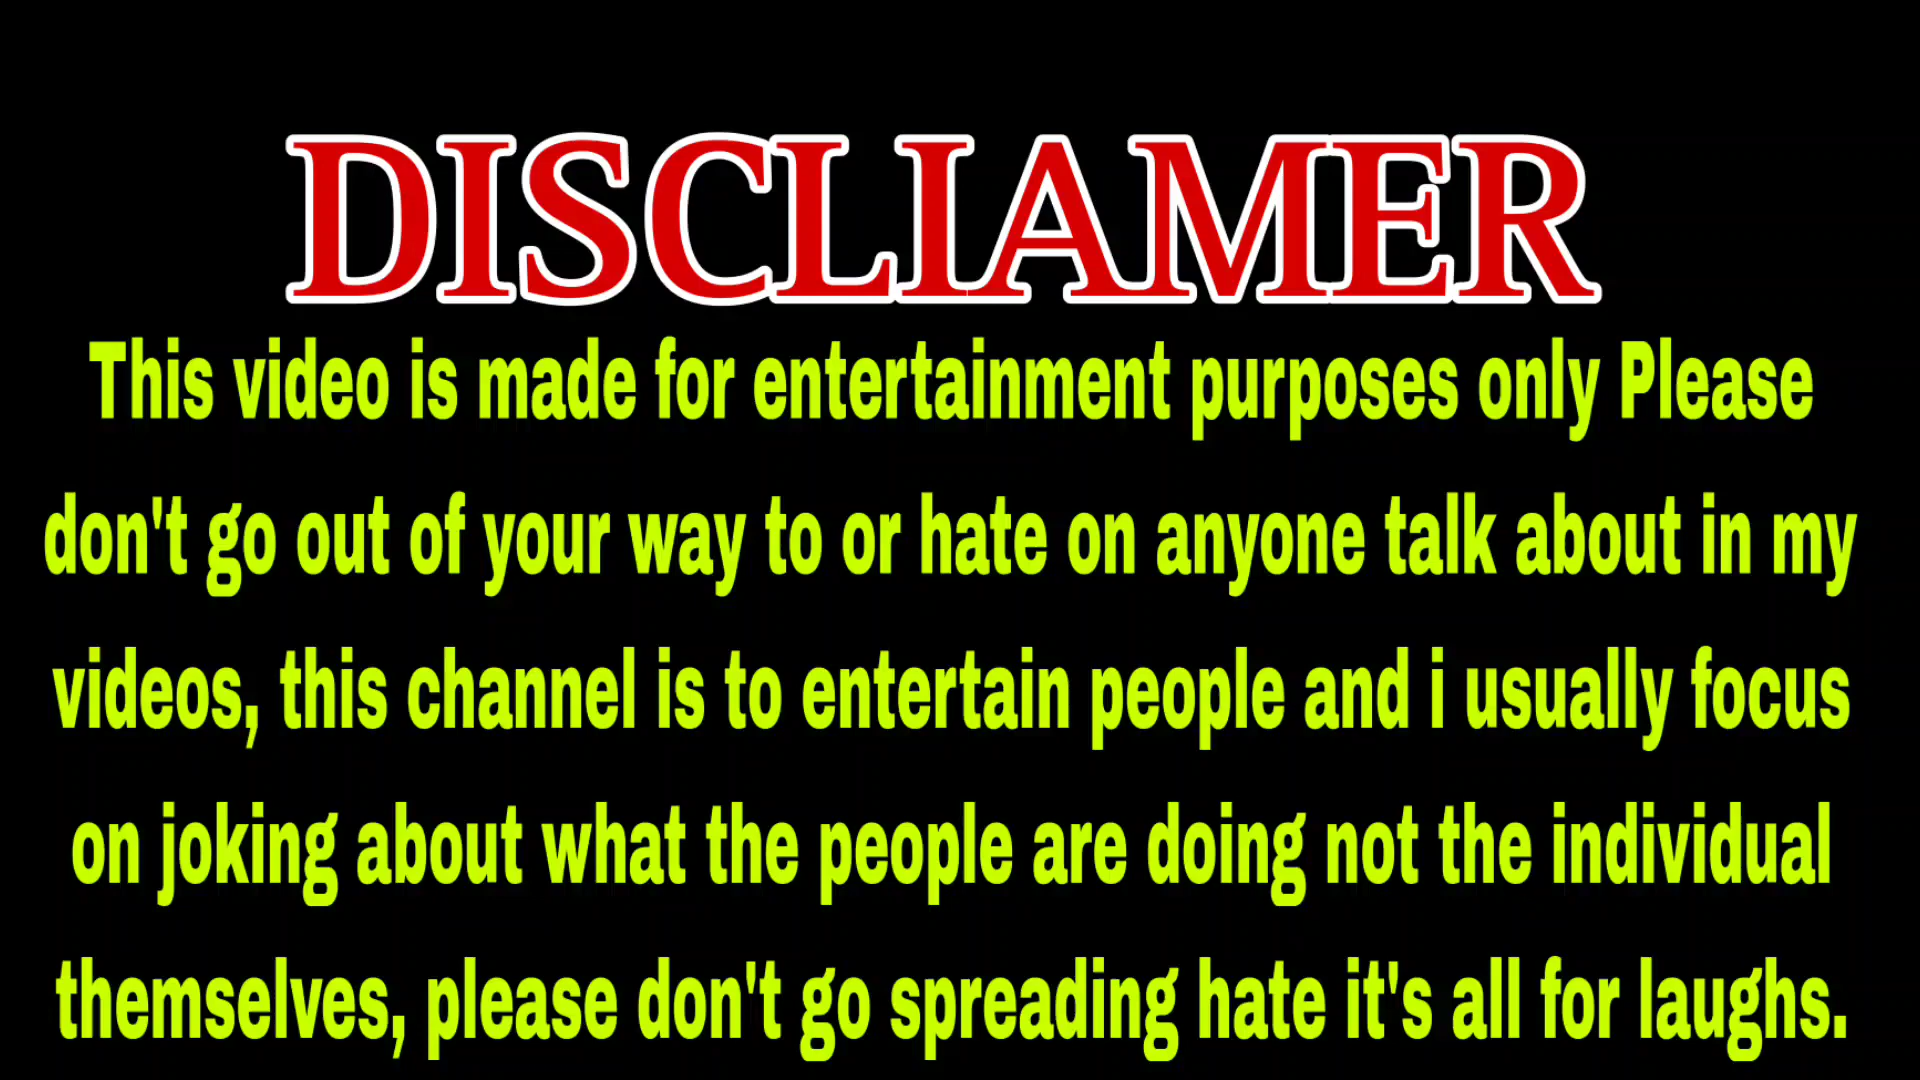 DISCLIAMER
This video is made for entertainment purposes only Please
don't go out of your way to or hate on anyone talk about in my
videos, this channel is to entertain people and i usually focus
on joking about what the people are doing not the individual
themselves, please don't go spreading hate it's all for laughs.